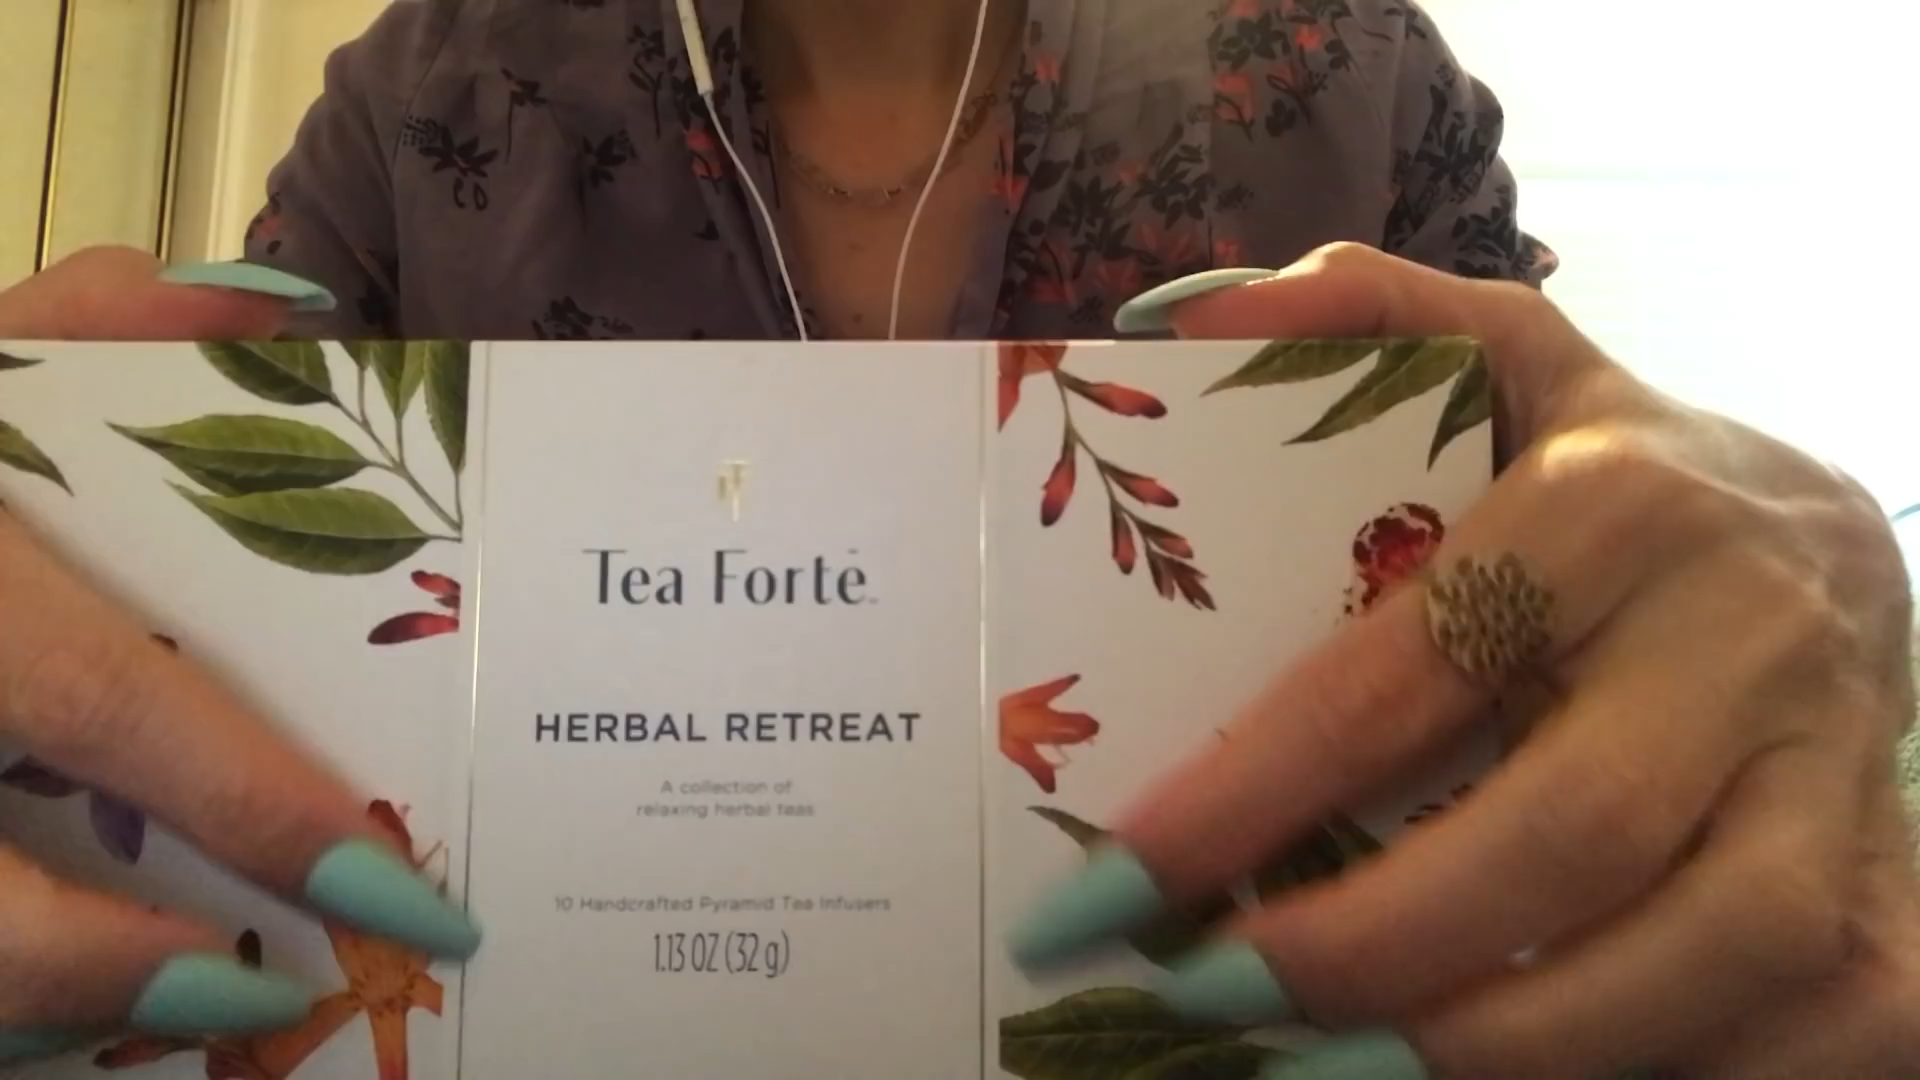 Tea Forté
HERBAL RETREAT
A collection of
relaxing herbal teas
10 Handcrafted Pyramid Tea Infusers
1.13 OZ (32 g)